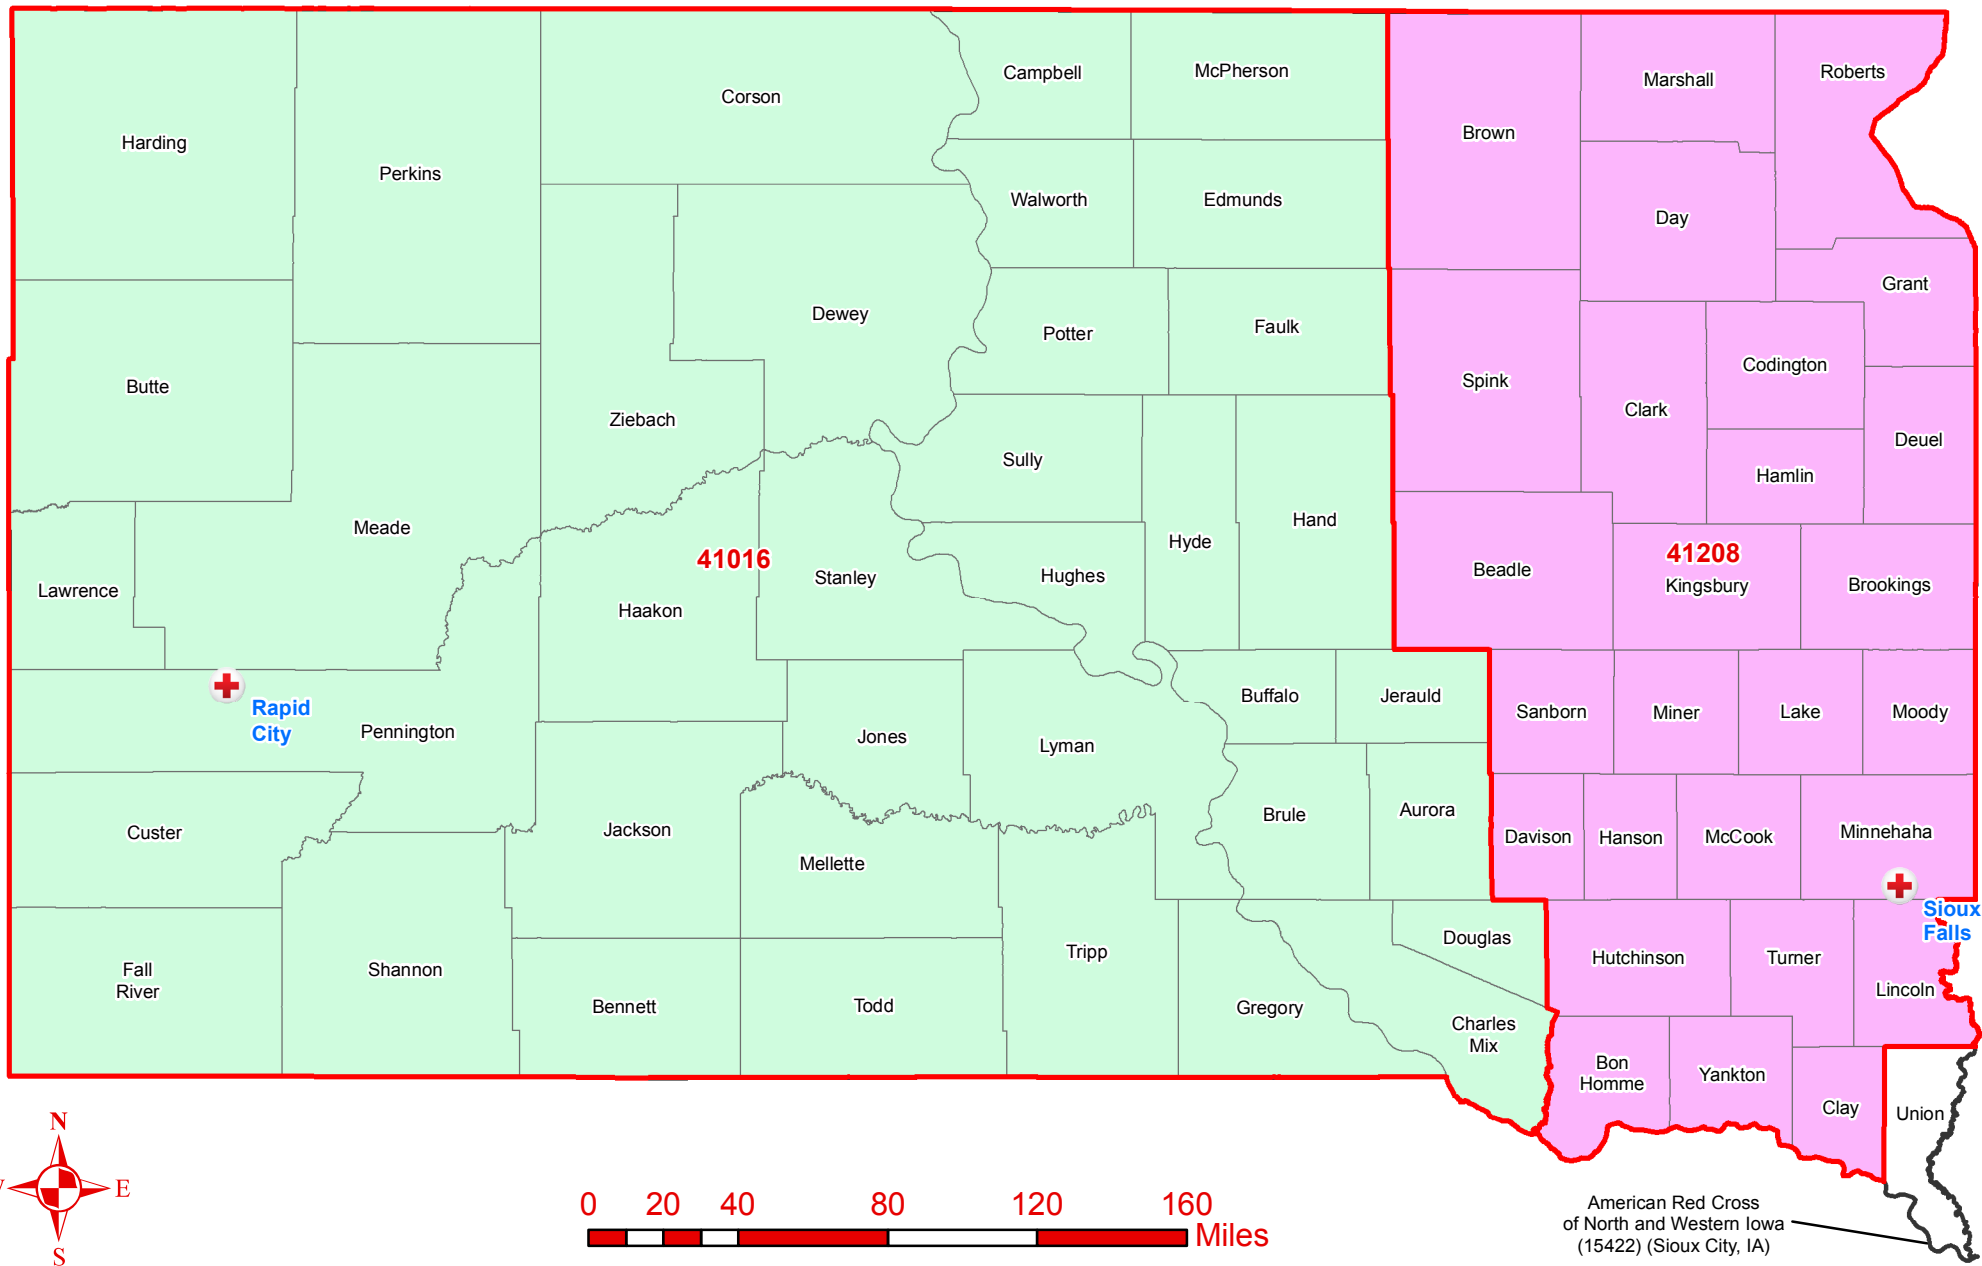 Harding
Perkins
Corson
Campbell
McPherson
Brown
Marshall
Roberts
Walworth
Edmunds
Day
Grant
Butte
Dewey
Potter
Faulk
Spink
Codington
Clark
Deuel
Ziebach
Sully
Hamlin
Meade
Hand
Hyde
41016
41208
Lawrence
Haakon
Stanley
Hughes
Beadle
Kingsbury
Brookings
Rapid
City
Pennington
Jones
Lyman
Buffalo
Jerauld
Sanborn
Miner
Lake
Moody
Custer
Jackson
Mellette
Brule
Aurora
Davison
Hanson
McCook
Minnehaha
Sioux
Falls
Fall
River
Shannon
Bennett
Todd
Tripp
Gregory
Douglas
Charles
Mix
Hutchinson
Turner
Lincoln
Bon
Homme
Yankton
Clay
Union
N
E
S
0 20 40 80 120 160
Miles
American Red Cross
of North and Western Iowa
(15422) (Sioux City, IA)